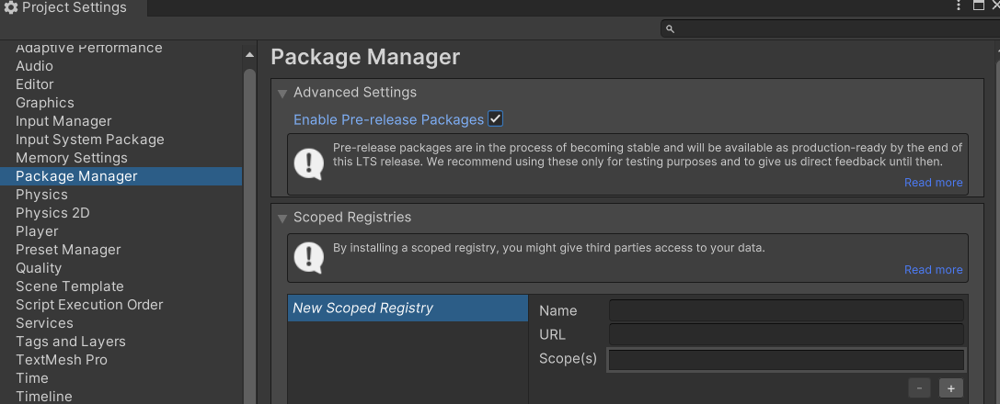 Project Settings
Adaptive Performance
Audio
Editor
Graphics
Input Manager
Input System Package
Memory Settings
Package Manager
Physics
Physics 2D
Player
Preset Manager
Quality
Scene Template
Script Execution Order
Services
Tags and Layers
TextMesh Pro
Time
Timeline
Package Manager
Advanced Settings
Enable Pre-release Packages
Pre-release packages are in the process of becoming stable and will be available as production-ready by the end of
this LTS release. We recommend using these only for testing purposes and to give us direct feedback until then.
Read more
Scoped Registries
By installing a scoped registry, you might give third parties access to your data.
Read more
New Scoped Registry
Name
URL
Scope(s)
- +